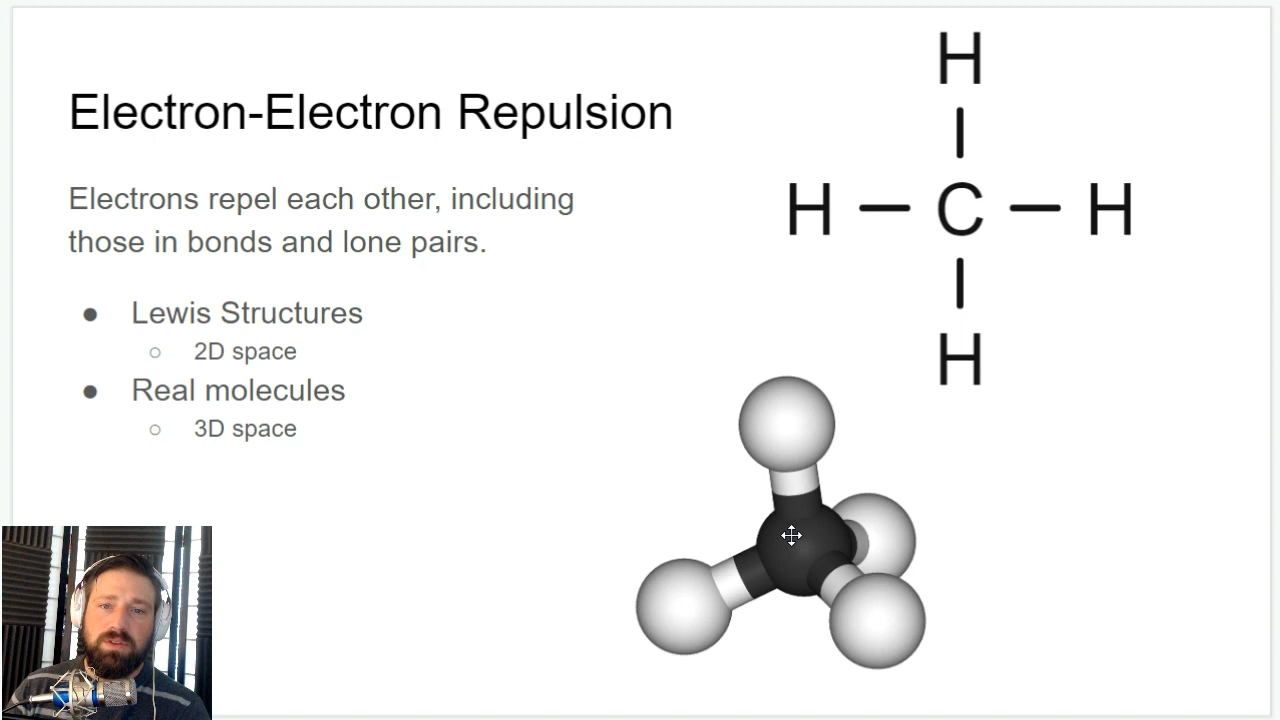 Electron-Electron Repulsion
Electrons repel each other, including
those in bonds and lone pairs.
● Lewis Structures
○ 2D space
● Real molecules
○ 3D space
H
H — C — H
H